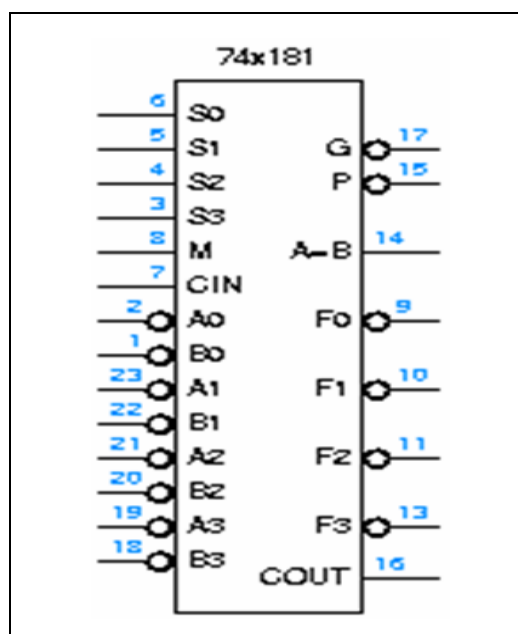 74x181
6 S0
5 S1 G 17
4 S2 P 15
3 S3
8 M A=B 14
7 CIN
2 A0 F0 9
1 B0
23 A1 F1 10
22 B1
21 A2 F2 11
20 B2
19 A3 F3 13
18 B3
COUT 16